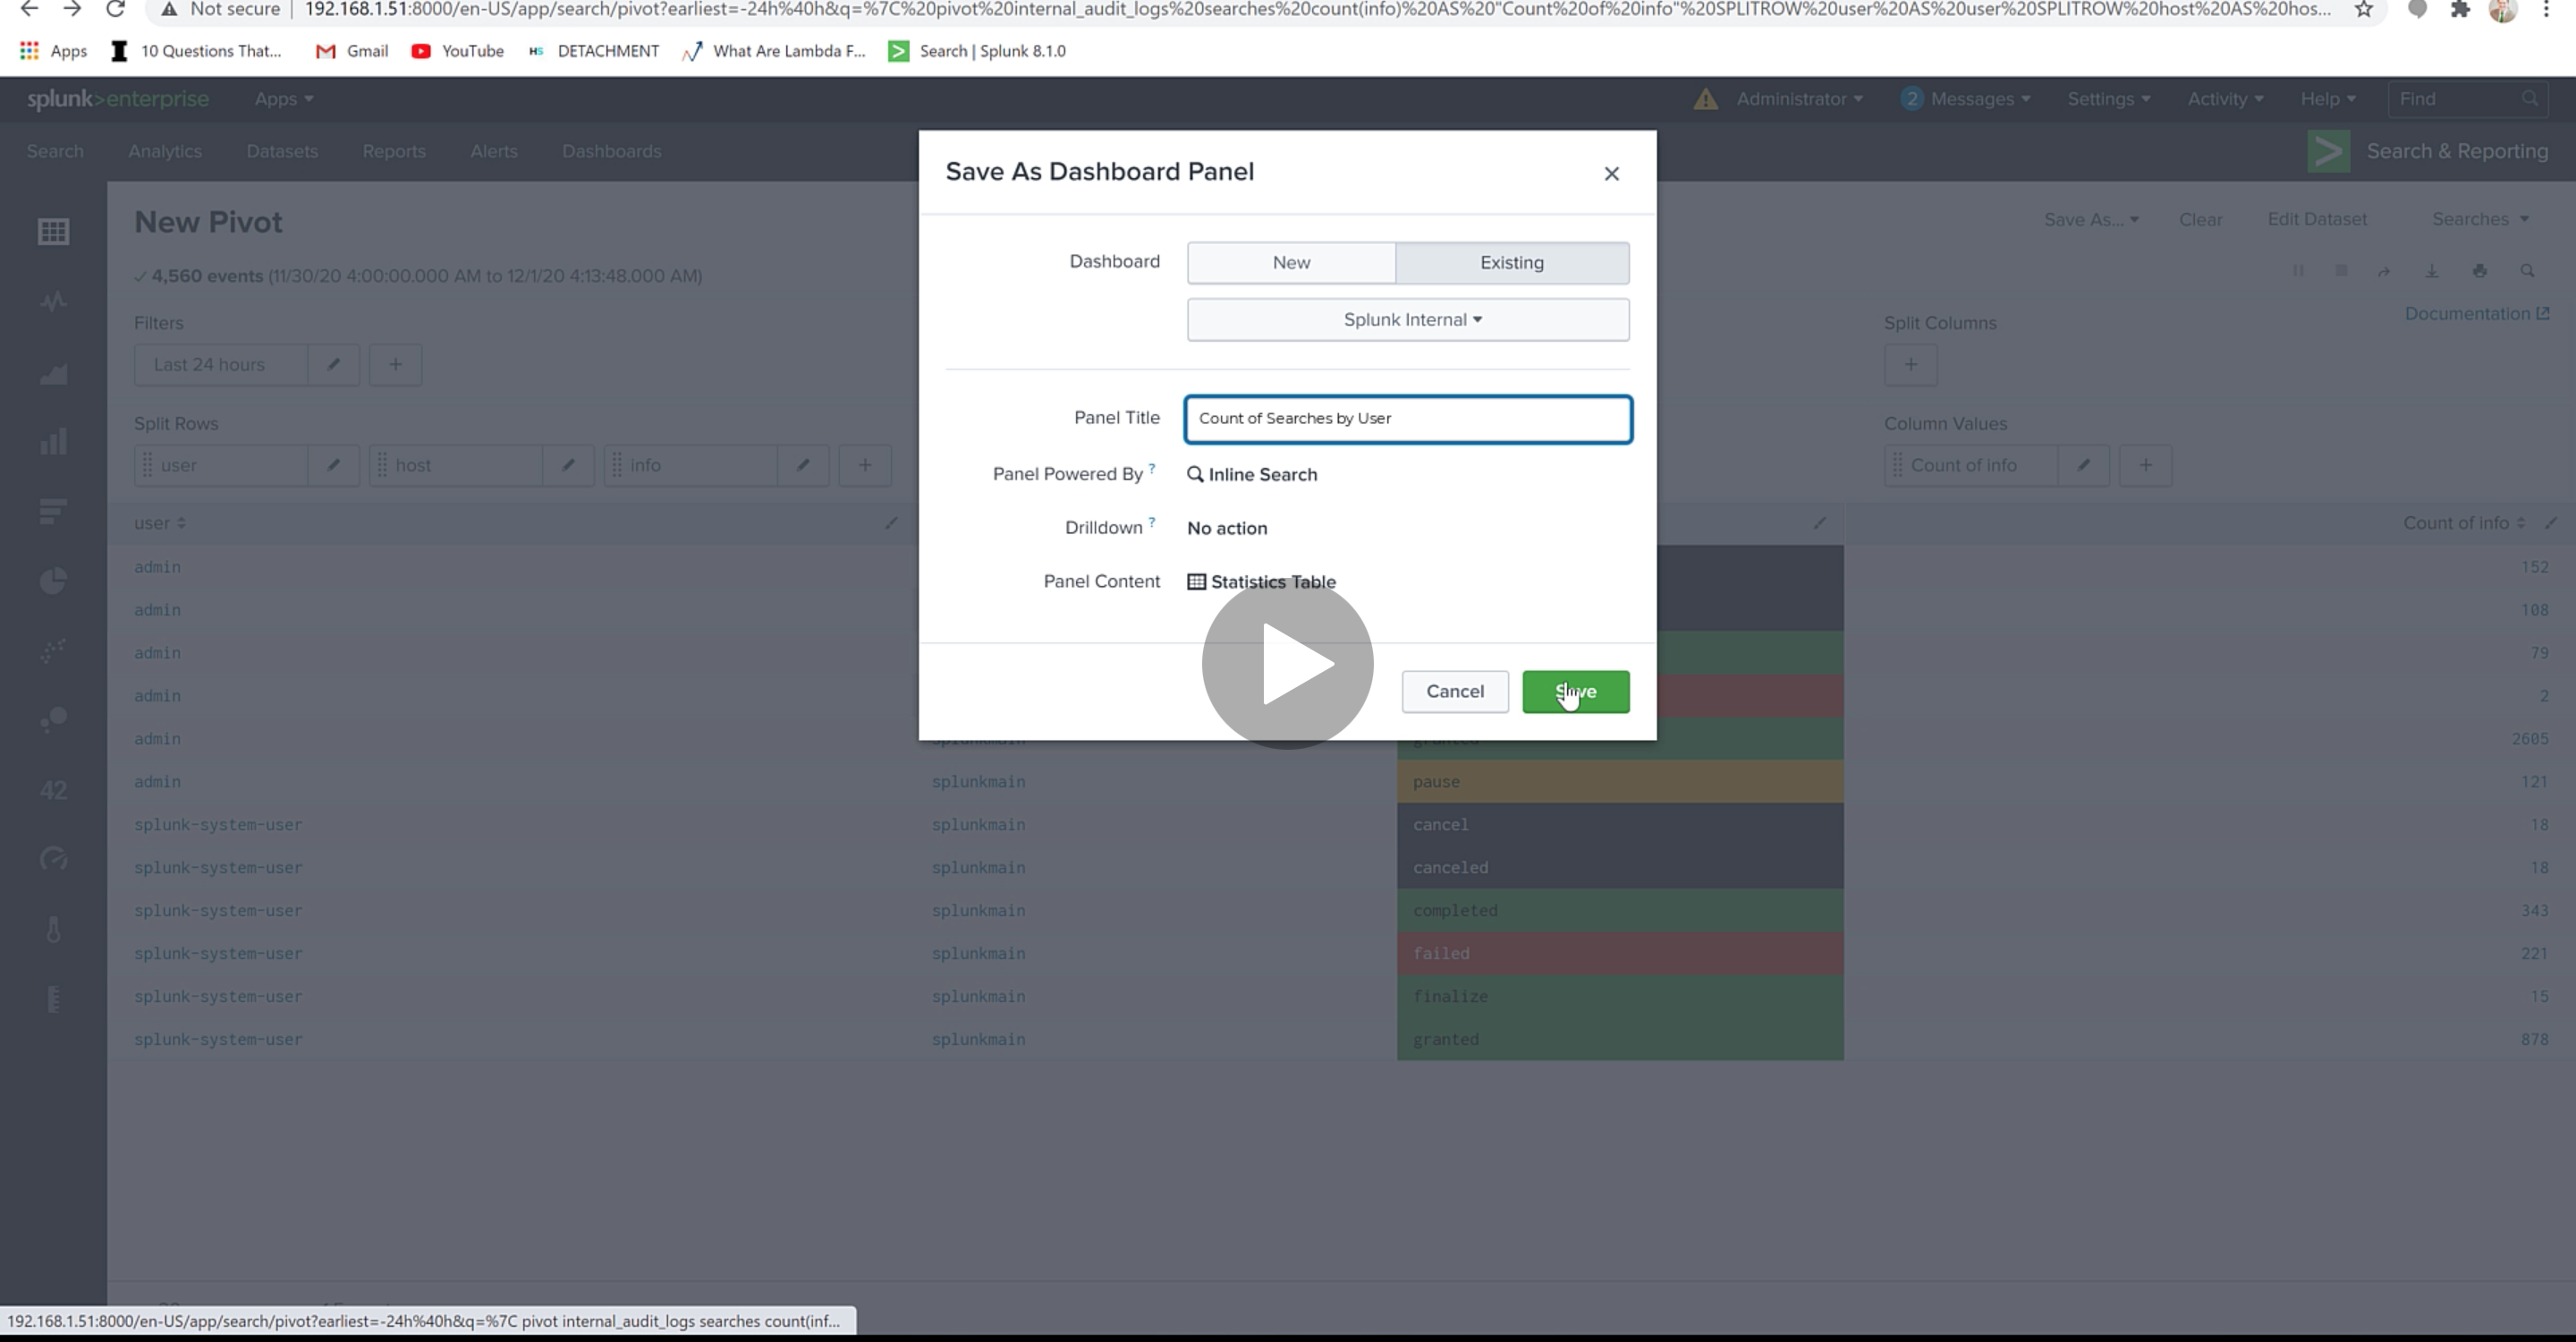 Not secure | 192.168.1.51:8000/en-US/app/search/pivot?earliest=-24h%40h&q=%7C%20pivot%20internal_audit_logs%20searches%20count(info)%20AS%20"Count%20of%20info"%20SPLITROW%20user%20AS%20user%20SPLITROW%20host%20AS%20hos...
Apps 10 Questions That... Gmail YouTube HS DETACHMENT What Are Lambda F... Search | Splunk 8.1.0
splunk>enterprise Apps Administrator 2 Messages Settings Activity Help Find
Search Analytics Datasets Reports Alerts Dashboards Search & Reporting
Save As Dashboard Panel
New Pivot Save As... Clear Edit Dataset Searches
4,560 events (11/30/20 4:00:00.000 AM to 12/1/20 4:13:48.000 AM)
Dashboard New Existing
Splunk Internal
Documentation
Filters Split Columns
Last 24 hours + +
Panel Title Count of Searches by User
Split Rows Column Values
user host info + Count of info +
Panel Powered By ? Inline Search
Drilldown ? No action
Panel Content Statistics Table
Cancel Save
user Count of info
admin 152
admin 108
admin 79
admin 2
admin splunkmain granted 2605
admin splunkmain pause 121
splunk-system-user splunkmain cancel 18
splunk-system-user splunkmain canceled 18
splunk-system-user splunkmain completed 343
splunk-system-user splunkmain failed 221
splunk-system-user splunkmain finalize 15
splunk-system-user splunkmain granted 878
42
192.168.1.51:8000/en-US/app/search/pivot?earliest=-24h%40h&q=%7C pivot internal_audit_logs searches count(inf...